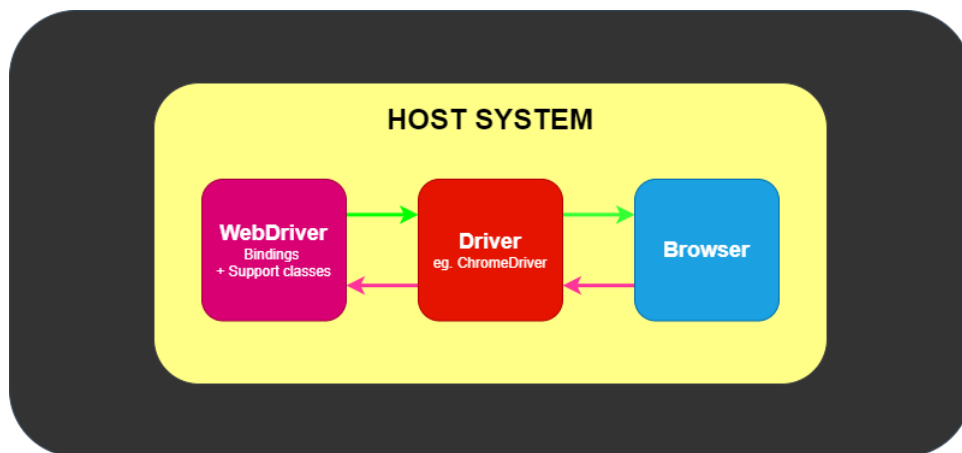 HOST SYSTEM
WebDriver
Bindings
+ Support classes
Driver
eg. ChromeDriver
Browser